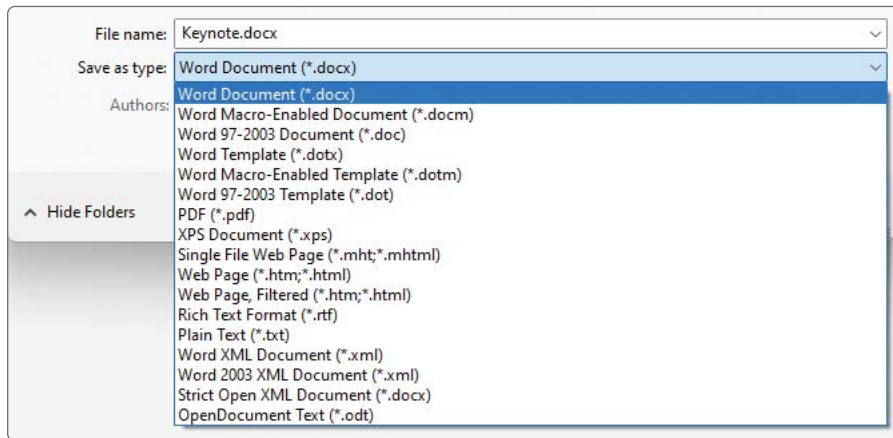 File name: Keynote.docx
Save as type: Word Document (*.docx)
Authors:
Word Document (*.docx)
Word Macro-Enabled Document (*.docm)
Word 97-2003 Document (*.doc)
Word Template (*.dotx)
Word Macro-Enabled Template (*.dotm)
Word 97-2003 Template (*.dot)
PDF (*.pdf)
XPS Document (*.xps)
Single File Web Page (*.mht;*.mhtml)
Web Page (*.htm;*.html)
Web Page, Filtered (*.htm;*.html)
Rich Text Format (*.rtf)
Plain Text (*.txt)
Word XML Document (*.xml)
Word 2003 XML Document (*.xml)
Strict Open XML Document (*.docx)
OpenDocument Text (*.odt)
Hide Folders